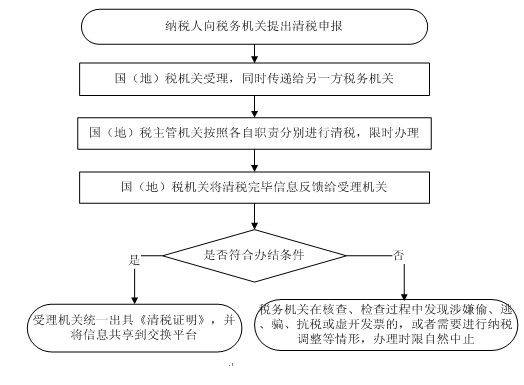 纳税人向税务机关提出清税申报
国（地）税机关受理，同时传递给另一方税务机关
国（地）税主管机关按照各自职责分别进行清税，限时办理
国（地）税机关将清税完毕信息反馈给受理机关
是否符合办结条件
是
否
受理机关统一出具《清税证明》，并
将信息共享到交换平台
税务机关在核查、检查过程中发现涉嫌偷、逃
、骗、抗税或虚开发票的，或者需要进行纳税
调整等情形，办理时限自然中止